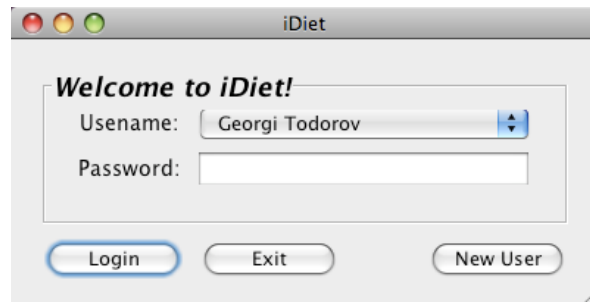 iDiet
Welcome to iDiet!
Usename: Georgi Todorov
Password:
Login Exit New User